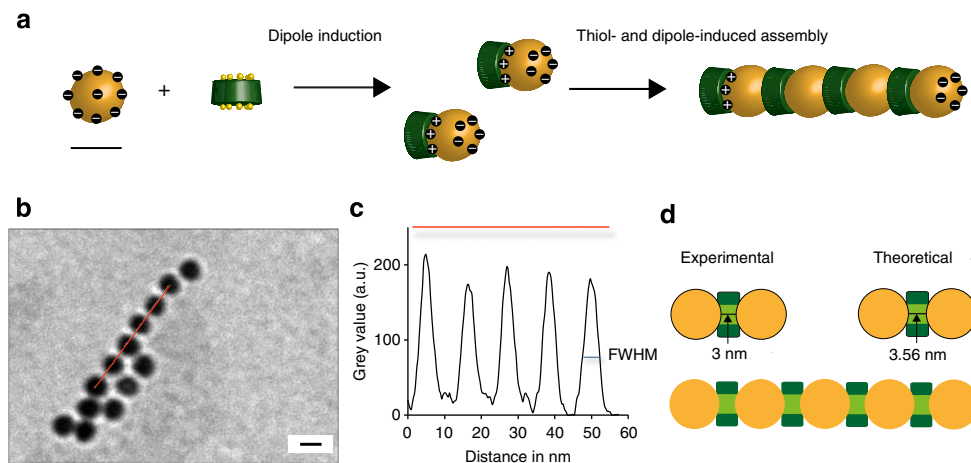 a
Dipole induction
Thiol- and dipole-induced assembly
+
b
c
Grey value (a.u.)
200
100
0
0 10 20 30 40 50 60
Distance in nm
FWHM
d
Experimental
Theoretical
3 nm
3.56 nm